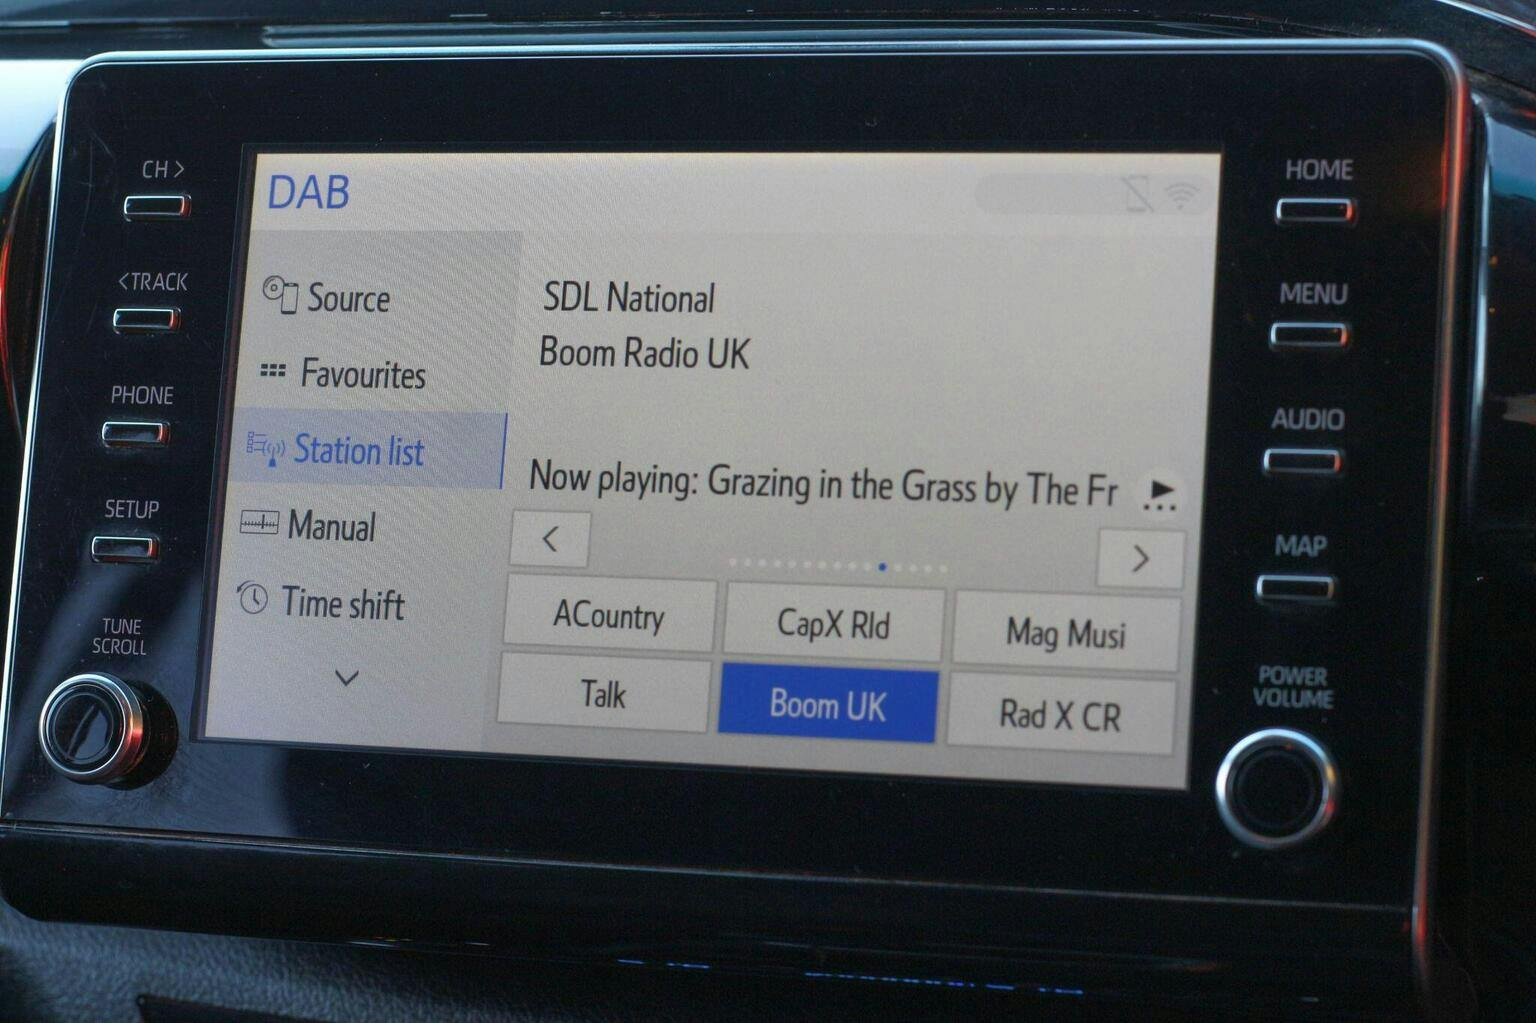 CH >
<TRACK
PHONE
SETUP
TUNE
SCROLL
DAB
Source
Favourites
Station list
Manual
Time shift
SDL National
Boom Radio UK
Now playing: Grazing in the Grass by The Fr
ACountry
CapX Rld
Mag Musi
Talk
Boom UK
Rad X CR
HOME
MENU
AUDIO
MAP
POWER
VOLUME